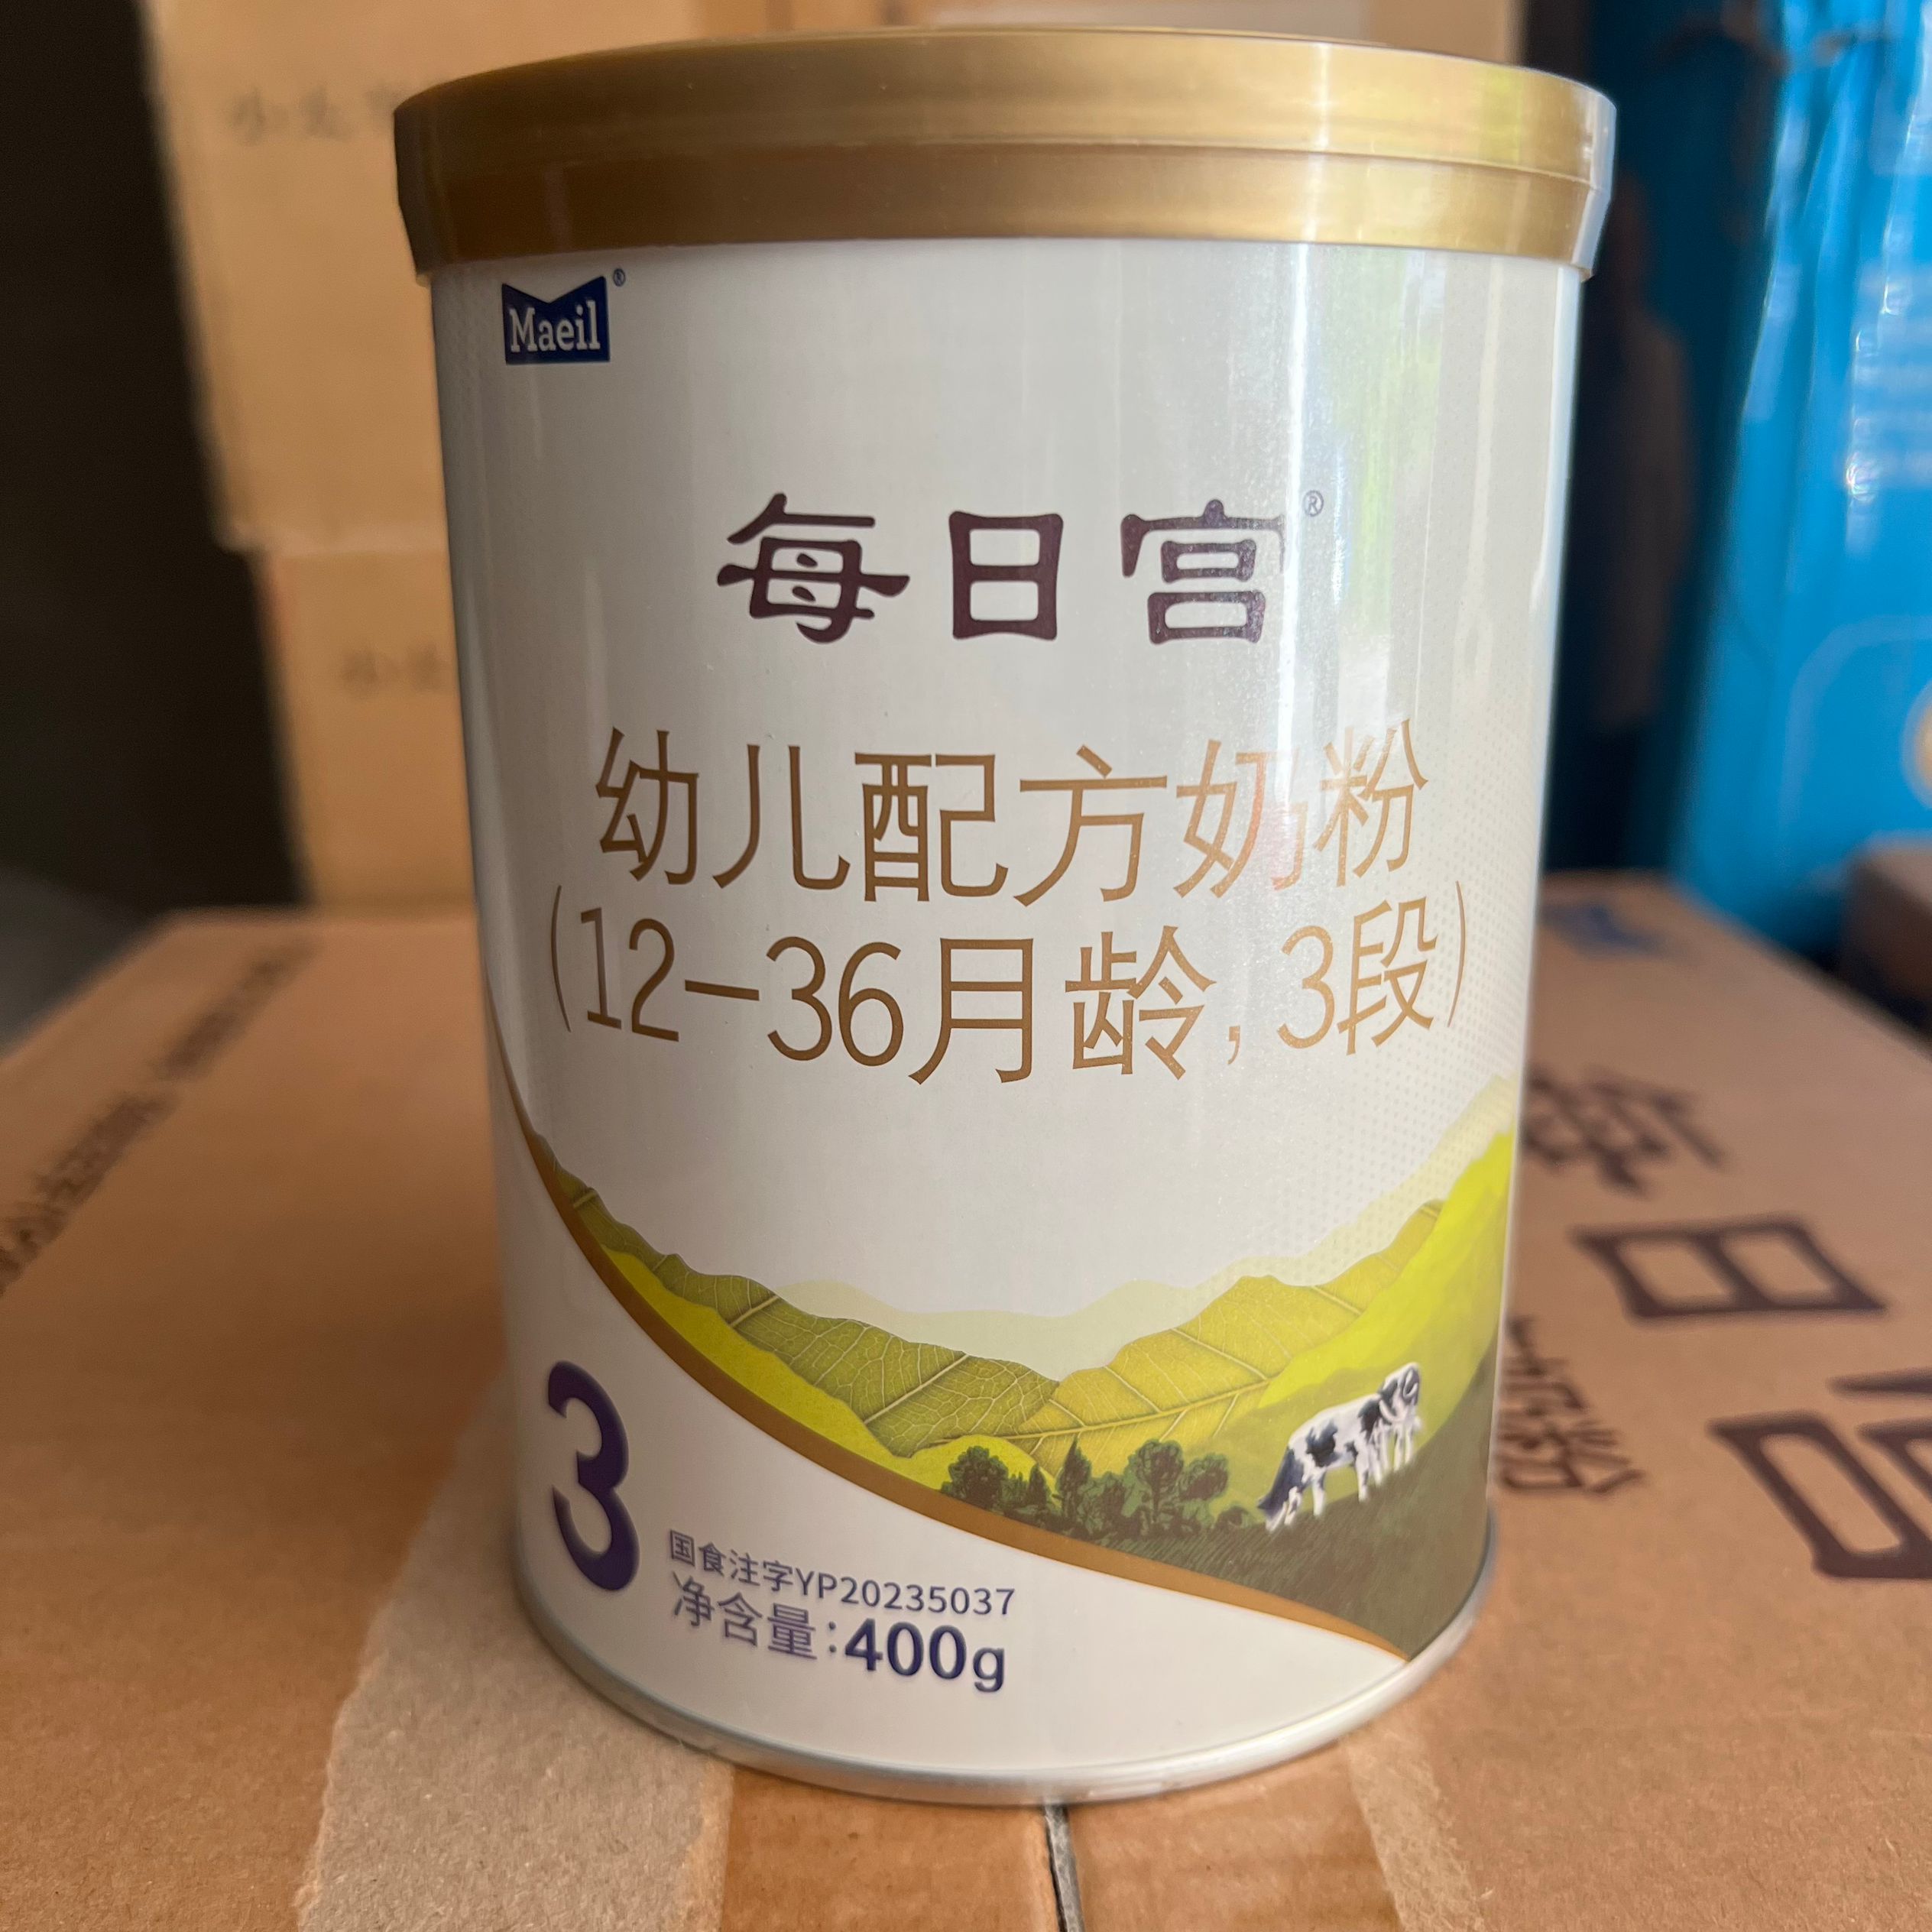 Maeil®
每日宫®
幼儿配方奶粉
(12-36月龄, 3段)
3
国食注字YP20235037
净含量:400g